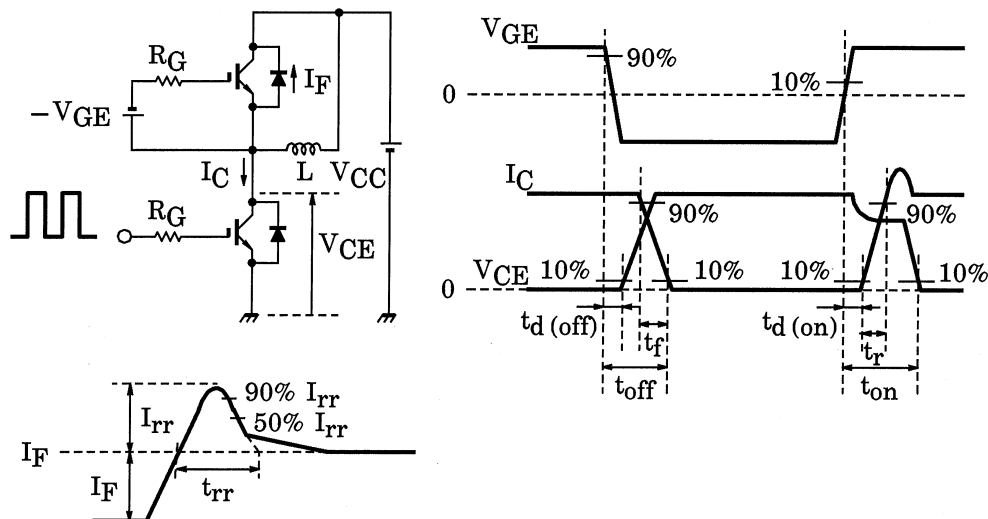 R_G
I_F
−V_GE
I_C
L
V_CC
R_G
V_CE
V_GE
90%
10%
0
I_C
90%
90%
V_CE
10%
10%
10%
10%
0
t_d (off)
t_f
t_d (on)
t_r
t_off
t_on
90% I_rr
50% I_rr
I_rr
I_F
I_F
t_rr